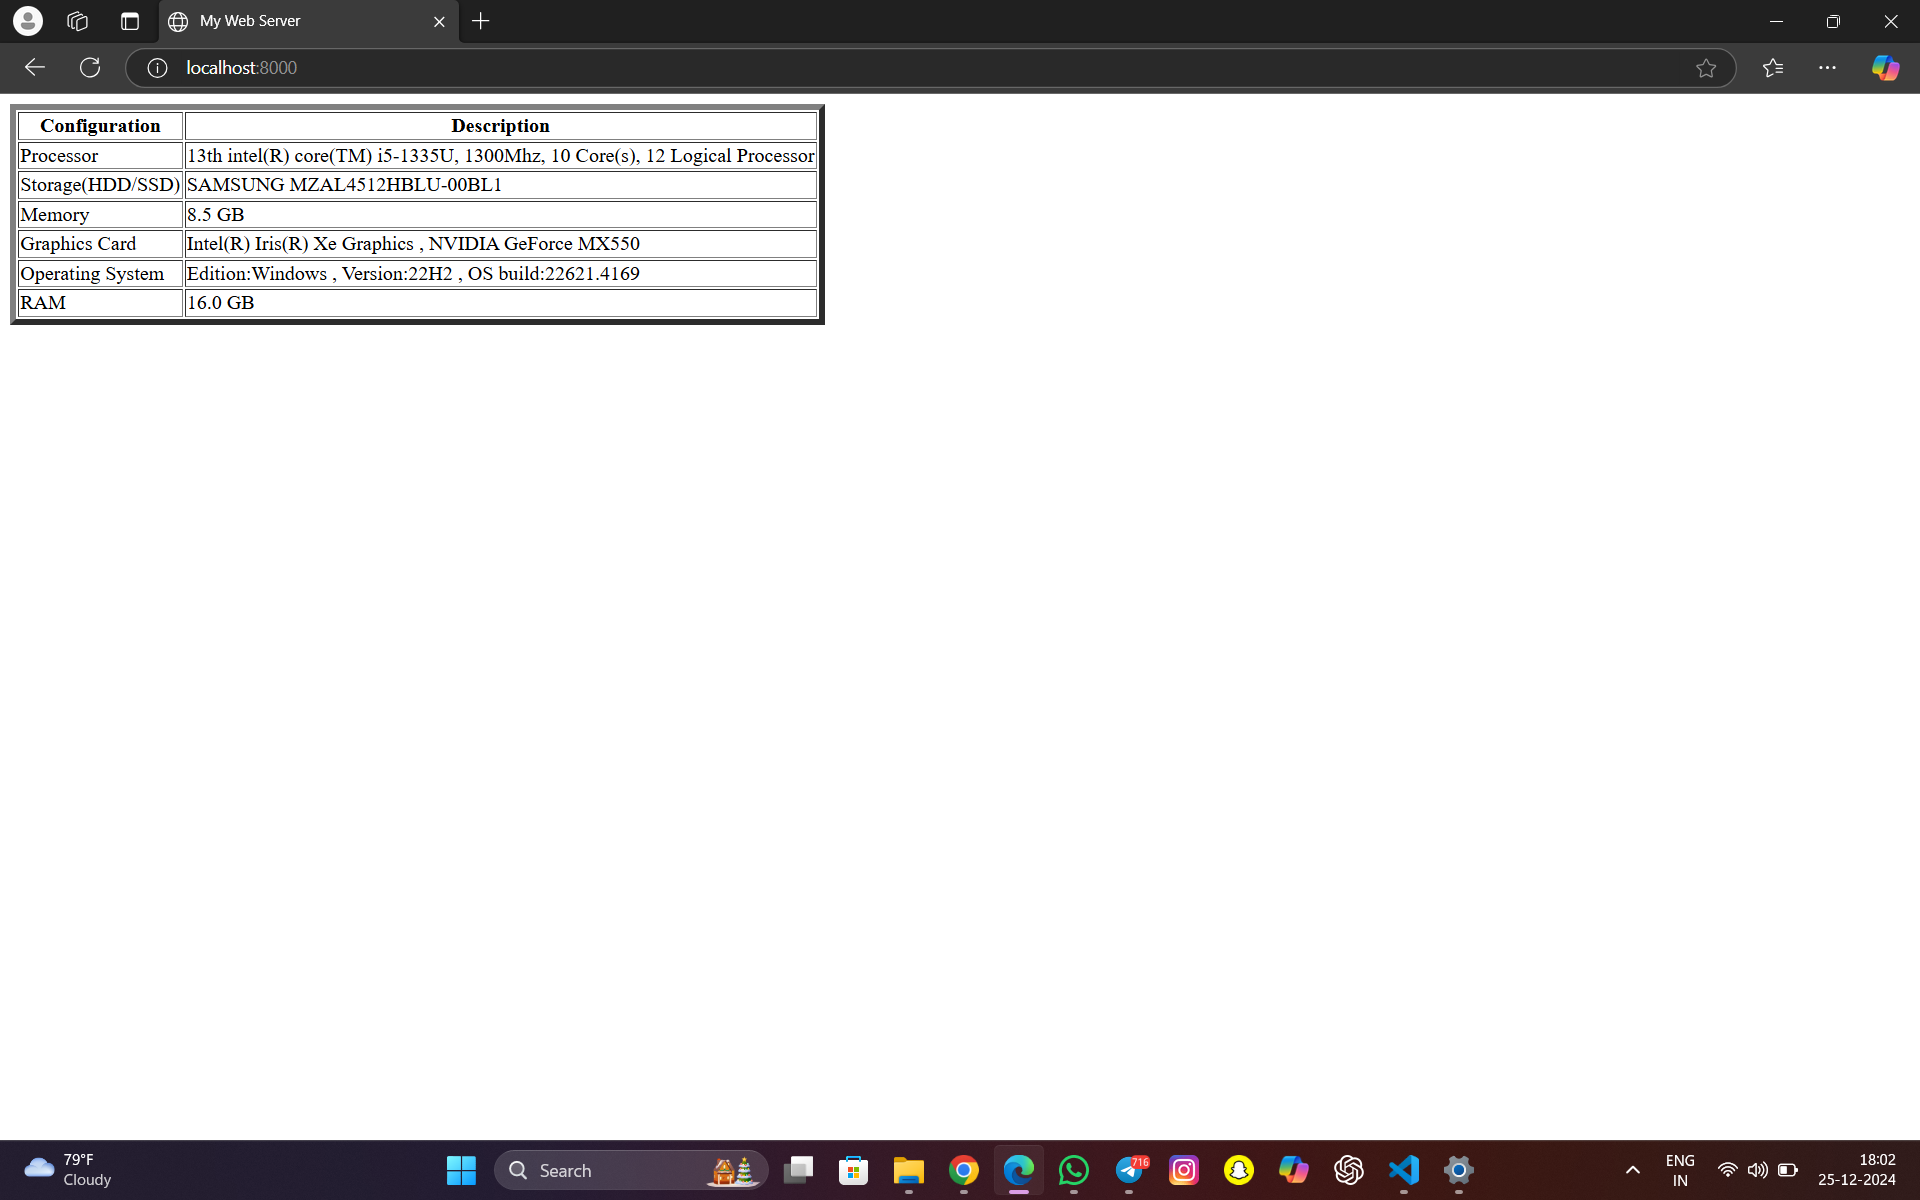 My Web Server
localhost:8000
Configuration Description
Processor 13th intel(R) core(TM) i5-1335U, 1300Mhz, 10 Core(s), 12 Logical Processor
Storage(HDD/SSD) SAMSUNG MZAL4512HBLU-00BL1
Memory 8.5 GB
Graphics Card Intel(R) Iris(R) Xe Graphics , NVIDIA GeForce MX550
Operating System Edition:Windows , Version:22H2 , OS build:22621.4169
RAM 16.0 GB
79°F
Cloudy
Search
716
ENG
IN
18:02
25-12-2024